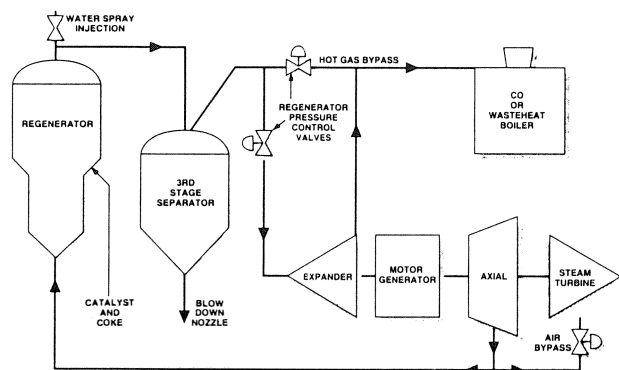 WATER SPRAY
INJECTION
REGENERATOR
CATALYST
AND
COKE
3RD
STAGE
SEPARATOR
BLOW
DOWN
NOZZLE
HOT GAS BYPASS
REGENERATOR
PRESSURE
CONTROL
VALVES
CO
OR
WASTEHEAT
BOILER
EXPANDER
MOTOR
GENERATOR
AXIAL
STEAM
TURBINE
AIR
BYPASS